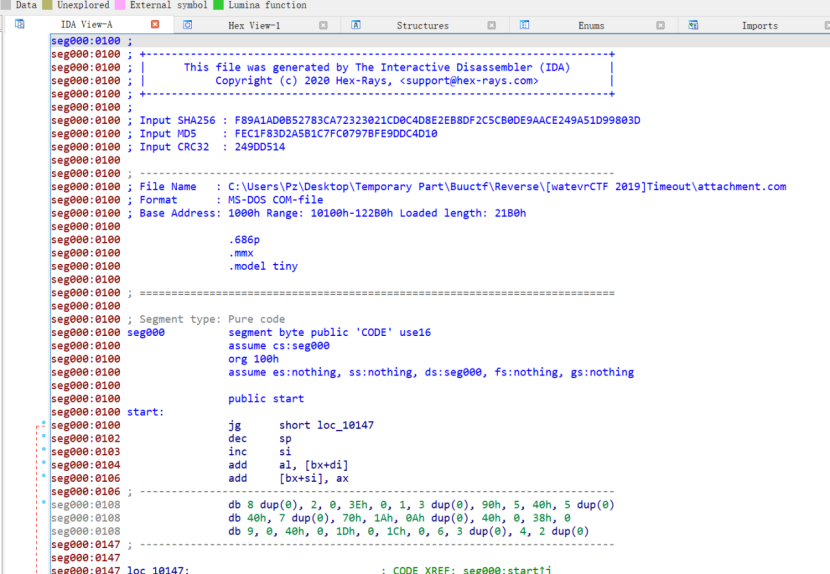 Data Unexplored External symbol Lumina function
IDA View-A Hex View-1 Structures Enums Imports
seg000:0100 ;
seg000:0100 ; +-------------------------------------------------------------------------+
seg000:0100 ; | This file was generated by The Interactive Disassembler (IDA) |
seg000:0100 ; | Copyright (c) 2020 Hex-Rays, <support@hex-rays.com> |
seg000:0100 ; +-------------------------------------------------------------------------+
seg000:0100 ;
seg000:0100 ; Input SHA256 : F89A1AD0B52783CA72323021CD0C4D8E2EB8DF2C5CB0DE9AACE249A51D99803D
seg000:0100 ; Input MD5 : FEC1F83D2A5B1C7FC0797BFE9DDC4D10
seg000:0100 ; Input CRC32 : 249DD514
seg000:0100
seg000:0100 ; ---------------------------------------------------------------------------
seg000:0100 ; File Name : C:\Users\Pz\Desktop\Temporary Part\Buuctf\Reverse\[watevrCTF 2019]Timeout\attachment.com
seg000:0100 ; Format : MS-DOS COM-file
seg000:0100 ; Base Address: 1000h Range: 10100h-122B0h Loaded length: 21B0h
seg000:0100
seg000:0100 .686p
seg000:0100 .mmx
seg000:0100 .model tiny
seg000:0100
seg000:0100 ; ===========================================================================
seg000:0100
seg000:0100 ; Segment type: Pure code
seg000:0100 seg000 segment byte public 'CODE' use16
seg000:0100 assume cs:seg000
seg000:0100 org 100h
seg000:0100 assume es:nothing, ss:nothing, ds:seg000, fs:nothing, gs:nothing
seg000:0100
seg000:0100 public start
seg000:0100 start:
seg000:0100 jg short loc_10147
seg000:0102 dec sp
seg000:0103 inc si
seg000:0104 add al, [bx+di]
seg000:0106 add [bx+si], ax
seg000:0106 ; ---------------------------------------------------------------------------
seg000:0108 db 8 dup(0), 2, 0, 3Eh, 0, 1, 3 dup(0), 90h, 5, 40h, 5 dup(0)
seg000:0108 db 40h, 7 dup(0), 70h, 1Ah, 0Ah dup(0), 40h, 0, 38h, 0
seg000:0108 db 9, 0, 40h, 0, 1Dh, 0, 1Ch, 0, 6, 3 dup(0), 4, 2 dup(0)
seg000:0147 ; ---------------------------------------------------------------------------
seg000:0147
seg000:0147 loc_10147: ; CODE XREF: seg000:start↑j